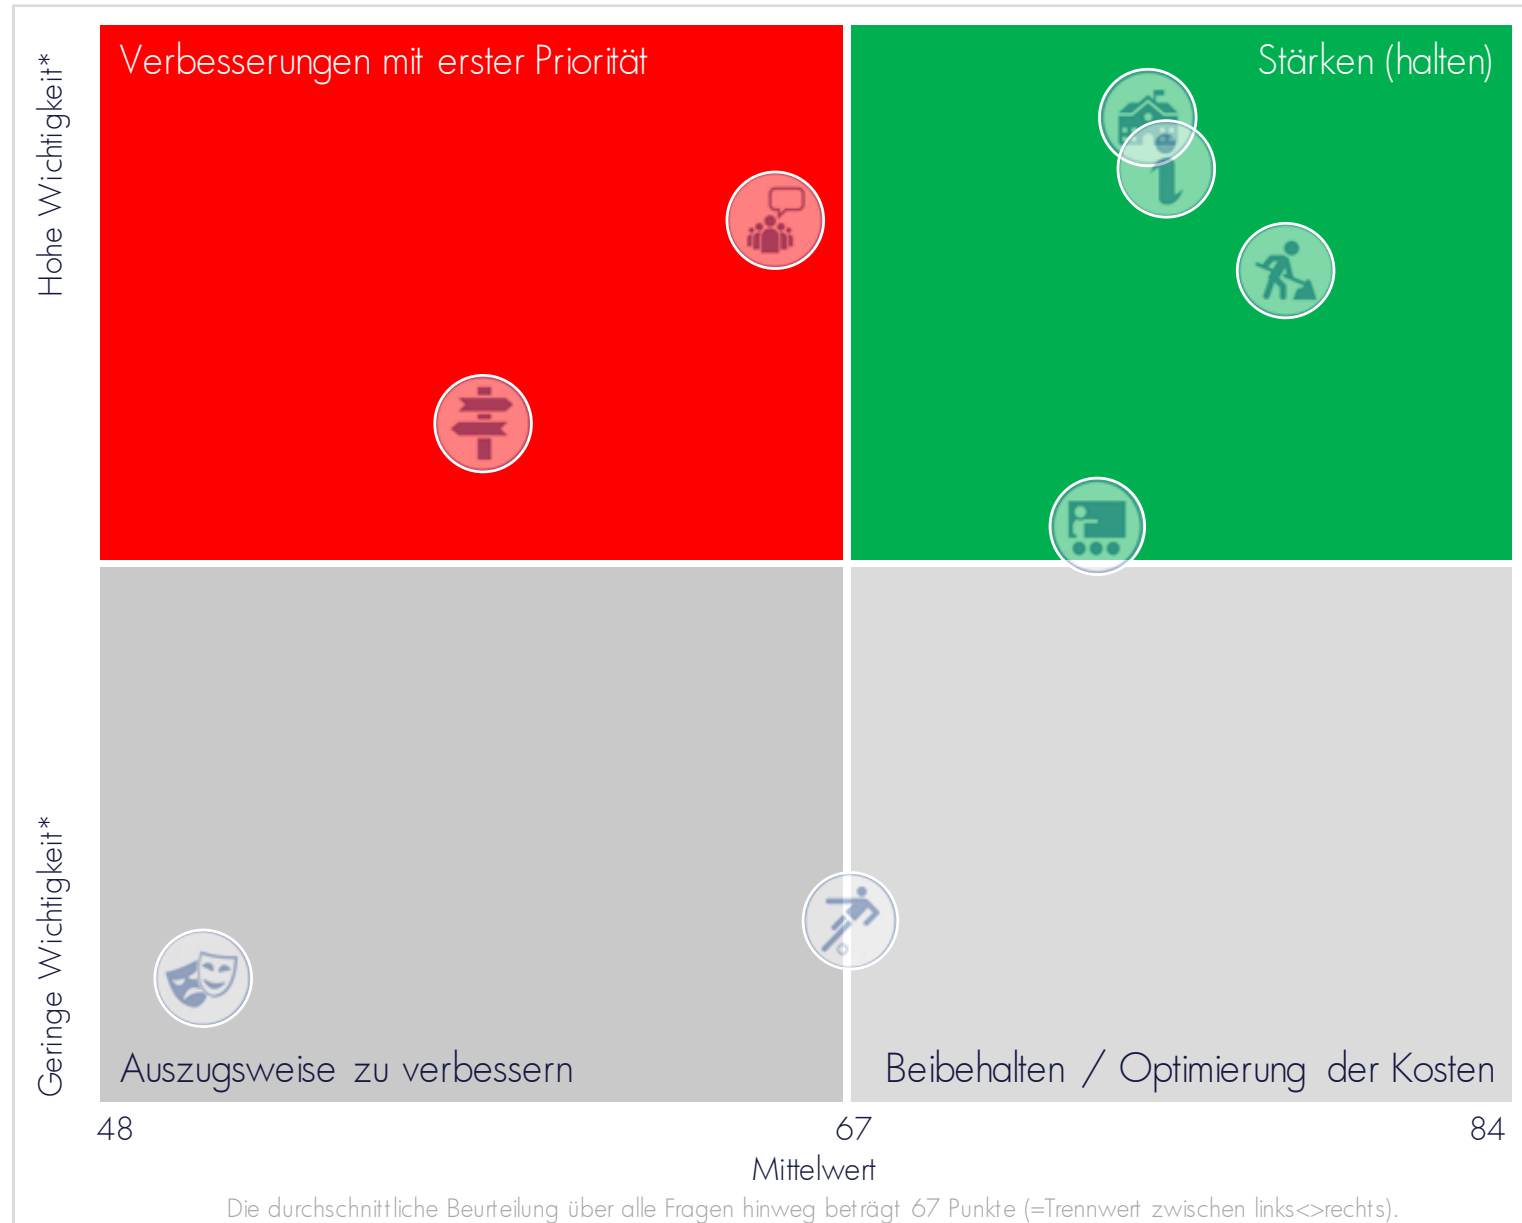 Verbesserungen mit erster Priorität
Stärken (halten)
Hohe Wichtigkeit*
Geringe Wichtigkeit*
Auszugsweise zu verbessern
Beibehalten / Optimierung der Kosten
48
67
84
Mittelwert
Die durchschnittliche Beurteilung über alle Fragen hinweg beträgt 67 Punkte (=Trennwert zwischen links<>rechts).